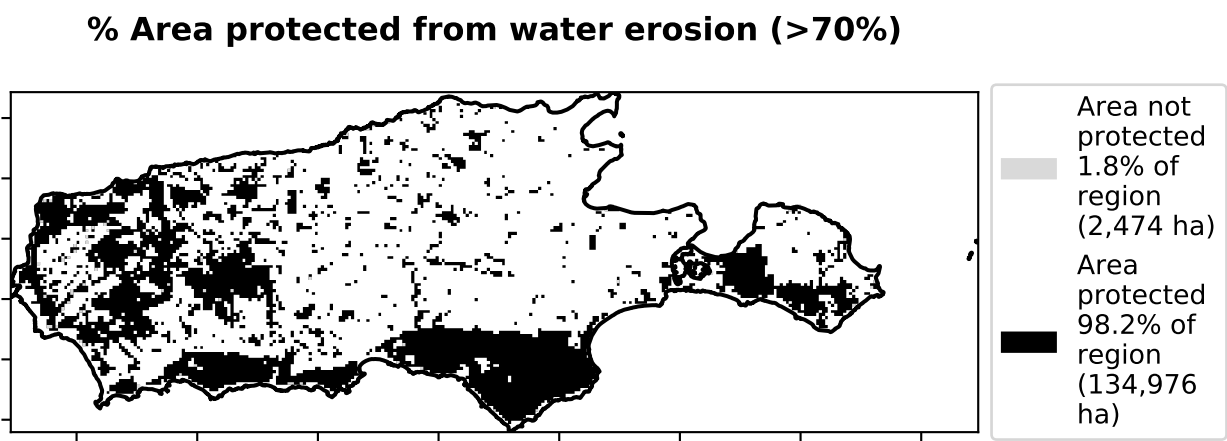 % Area protected from water erosion (>70%)
Area not
protected
1.8% of
region
(2,474 ha)
Area
protected
98.2% of
region
(134,976
ha)